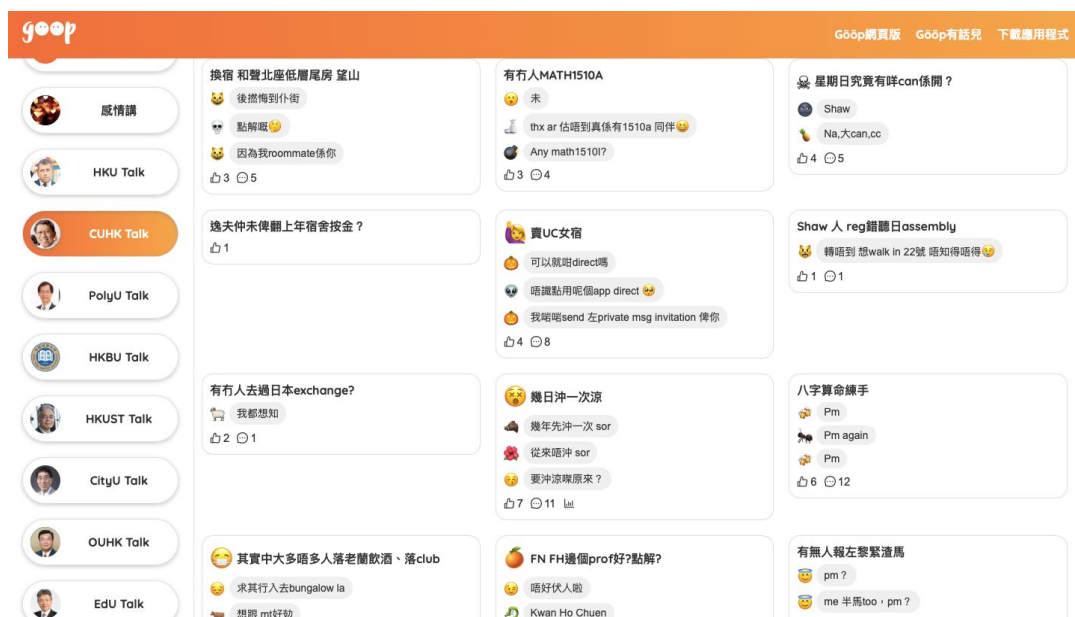 goop
Gööp網頁版 Gööp有話兒 下載應用程式
感情講
HKU Talk
CUHK Talk
PolyU Talk
HKBU Talk
HKUST Talk
CityU Talk
OUHK Talk
EdU Talk
換宿 和聲北座低層尾房 望山
後撚悔到仆街
點解嘅🤔
因為我roommate係你
3 5
有冇人MATH1510A
未
thx ar 估唔到真係有1510a 同伴😄
Any math1510I?
3 4
☠️ 星期日究竟有咩can係開？
Shaw
Na,大can,cc
4 5
逸夫仲未俾翻上年宿舍按金？
1
🙋‍♀️ 賣UC女宿
可以就咁direct嗎
唔識點用呢個app direct 🥹
我啱啱send 左private msg invitation 俾你
4 8
Shaw 人 reg錯聽日assembly
轉唔到 想walk in 22號 唔知得唔得😢
1 1
有冇人去過日本exchange?
我都想知
2 1
😵 幾日沖一次涼
幾年先沖一次 sor
從來唔沖 sor
要沖涼㗎原來？
7 11
八字算命練手
Pm
Pm again
Pm
6 12
😷 其實中大多唔多人落老蘭飲酒、落club
求其行入去bungalow la
想跟 mt好攰
🍊 FN FH邊個prof好?點解?
唔好伏人啦
Kwan Ho Chuen
有無人報左黎緊渣馬
pm？
me 半馬too，pm？